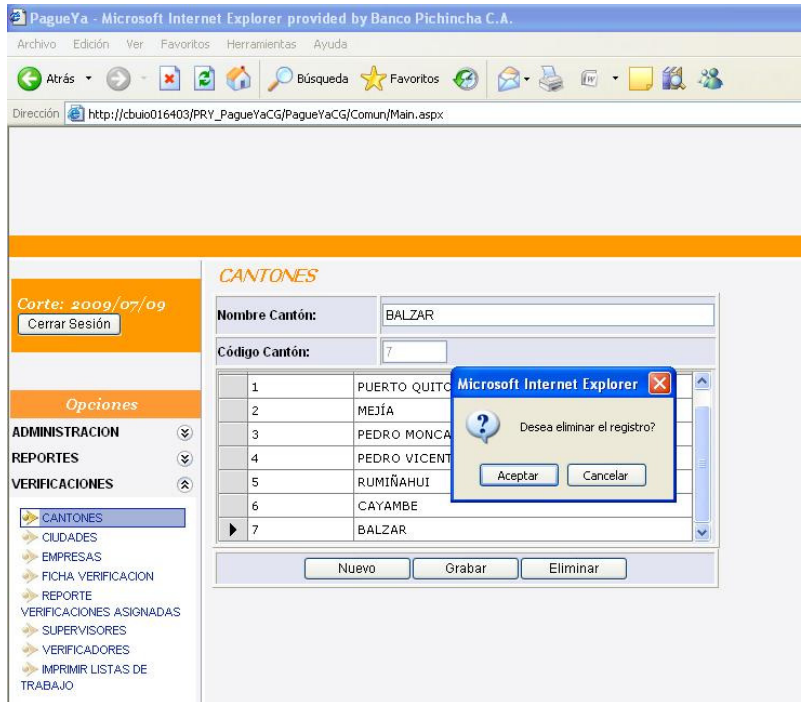 PagueYa - Microsoft Internet Explorer provided by Banco Pichincha C.A.
Archivo Edición Ver Favoritos Herramientas Ayuda
Atrás Búsqueda Favoritos
Dirección http://cbuio016403/PRY_PagueYaCG/PagueYaCG/Comun/Main.aspx
Corte: 2009/07/09
Cerrar Sesión
Opciones
ADMINISTRACION
REPORTES
VERIFICACIONES
CANTONES
CIUDADES
EMPRESAS
FICHA VERIFICACION
REPORTE
VERIFICACIONES ASIGNADAS
SUPERVISORES
VERIFICADORES
IMPRIMIR LISTAS DE
TRABAJO
CANTONES
Nombre Cantón: BALZAR
Código Cantón: 7
1 PUERTO QUITO
2 MEJÍA
3 PEDRO MONCA
4 PEDRO VICENT
5 RUMIÑAHUI
6 CAYAMBE
7 BALZAR
Nuevo Grabar Eliminar
Microsoft Internet Explorer
Desea eliminar el registro?
Aceptar Cancelar